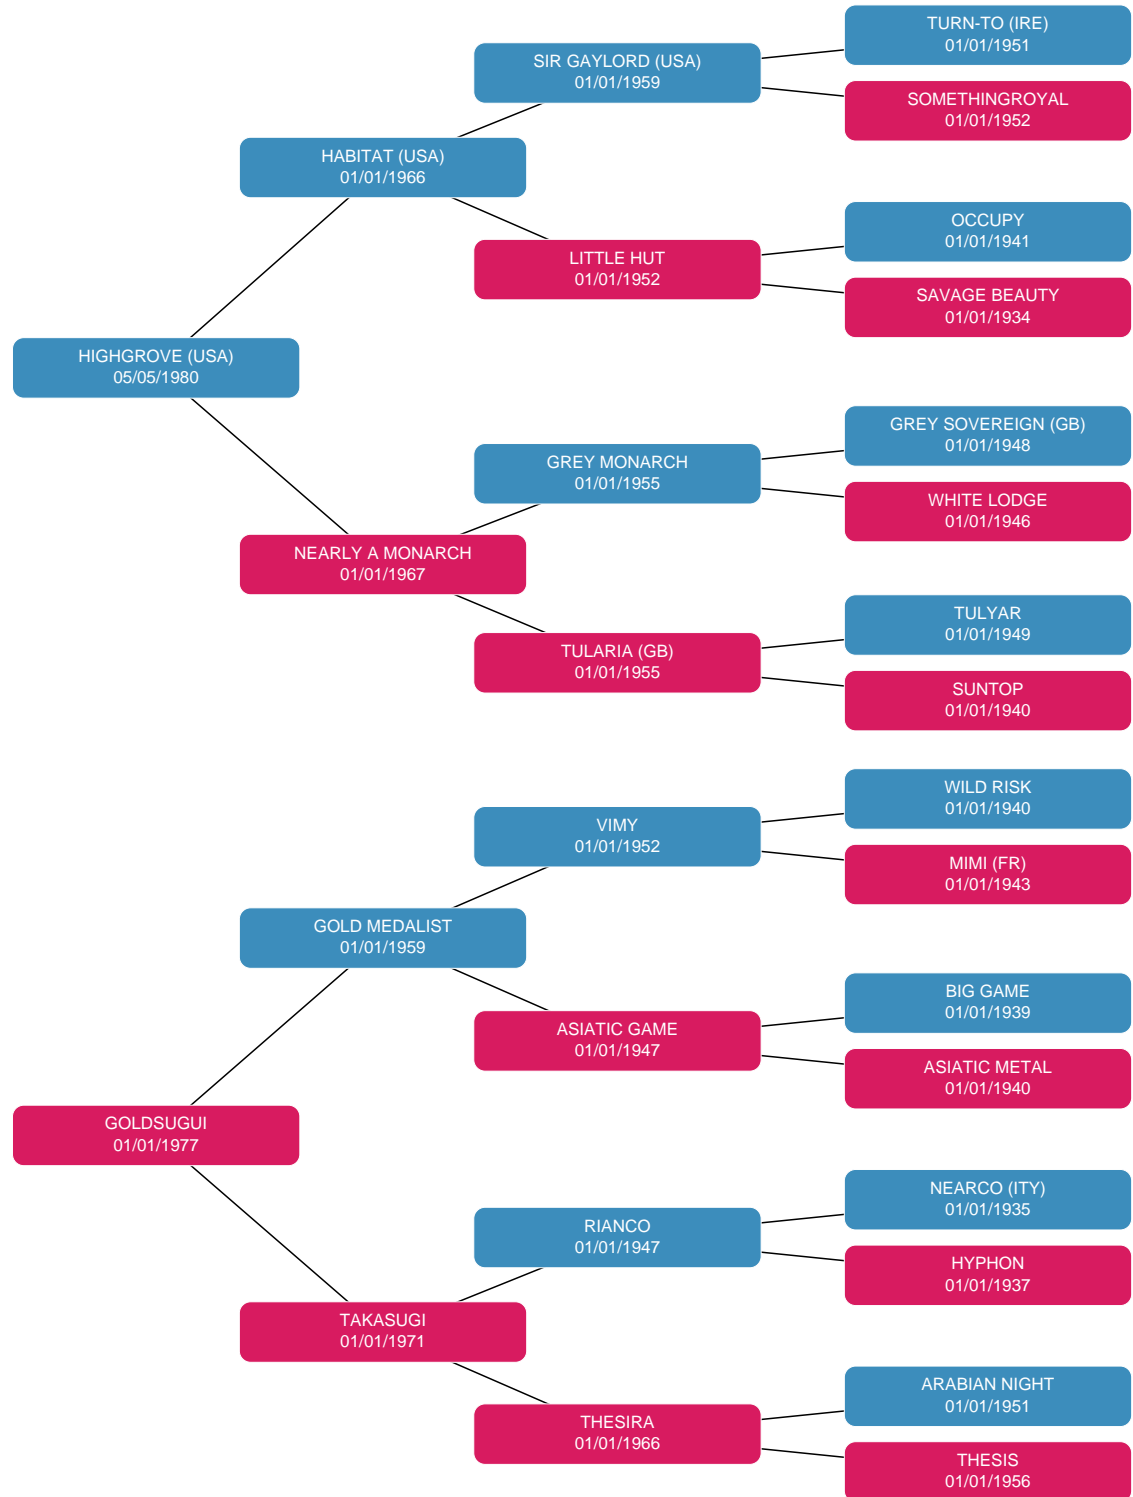 TURN-TO (IRE)
01/01/1951
SIR GAYLORD (USA)
01/01/1959
SOMETHINGROYAL
01/01/1952
HABITAT (USA)
01/01/1966
OCCUPY
01/01/1941
LITTLE HUT
01/01/1952
SAVAGE BEAUTY
01/01/1934
HIGHGROVE (USA)
05/05/1980
GREY SOVEREIGN (GB)
01/01/1948
GREY MONARCH
01/01/1955
WHITE LODGE
01/01/1946
NEARLY A MONARCH
01/01/1967
TULYAR
01/01/1949
TULARIA (GB)
01/01/1955
SUNTOP
01/01/1940
WILD RISK
01/01/1940
VIMY
01/01/1952
MIMI (FR)
01/01/1943
GOLD MEDALIST
01/01/1959
BIG GAME
01/01/1939
ASIATIC GAME
01/01/1947
ASIATIC METAL
01/01/1940
GOLDSUGUI
01/01/1977
NEARCO (ITY)
01/01/1935
RIANCO
01/01/1947
HYPHON
01/01/1937
TAKASUGI
01/01/1971
ARABIAN NIGHT
01/01/1951
THESIRA
01/01/1966
THESIS
01/01/1956